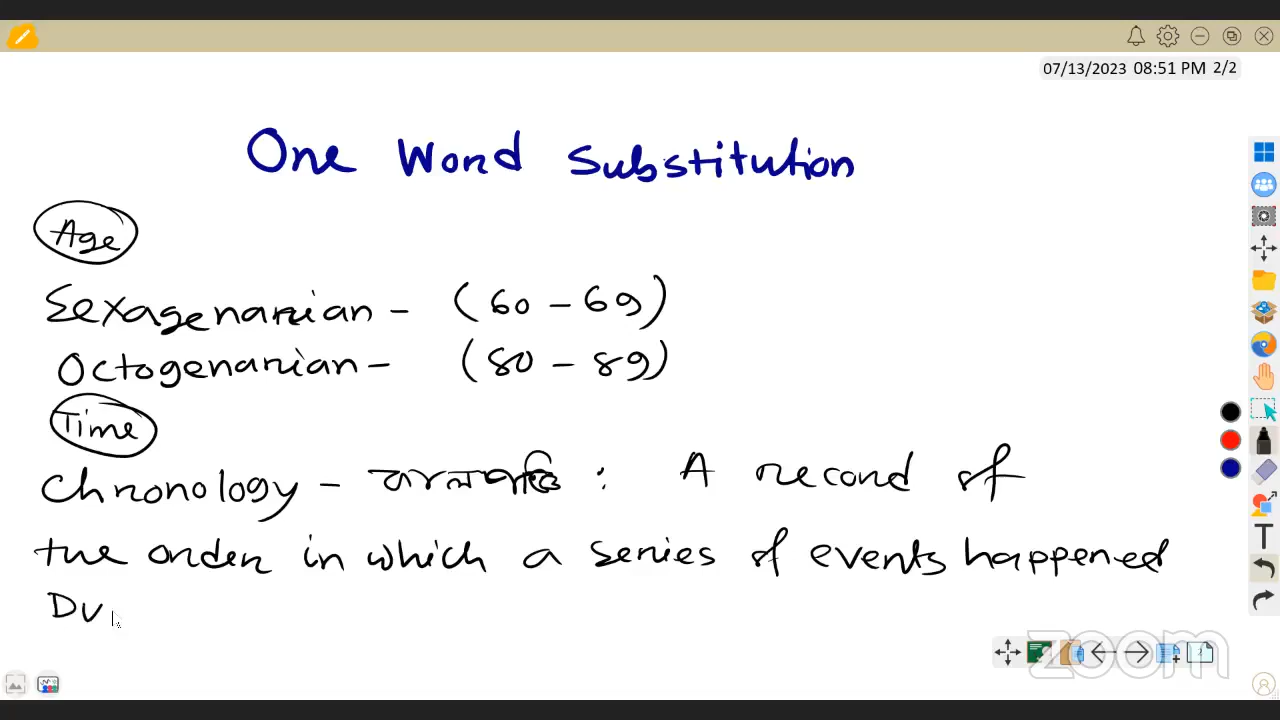 07/13/2023 08:51 PM 2/2
One Word Substitution
Age
Sexagenarian - (60 - 69)
Octogenarian - (80 - 89)
Time
Chronology - : A record of
the order in which a series of events happened
Du
zoom